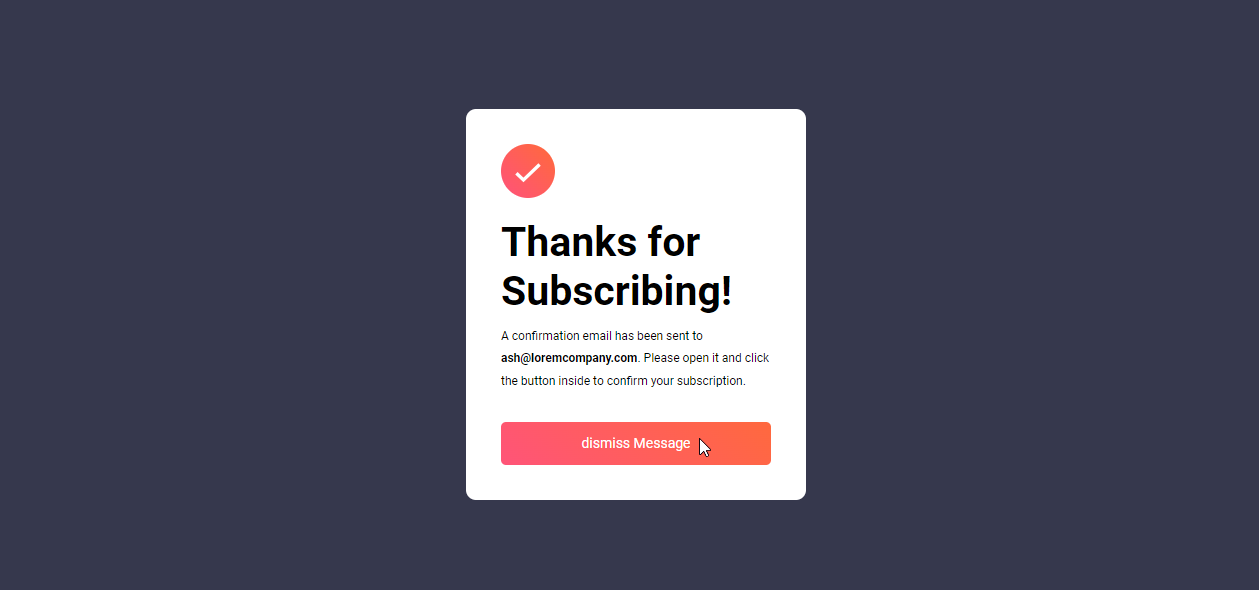 Thanks for
Subscribing!
A confirmation email has been sent to
ash@loremcompany.com. Please open it and click
the button inside to confirm your subscription.
dismiss Message